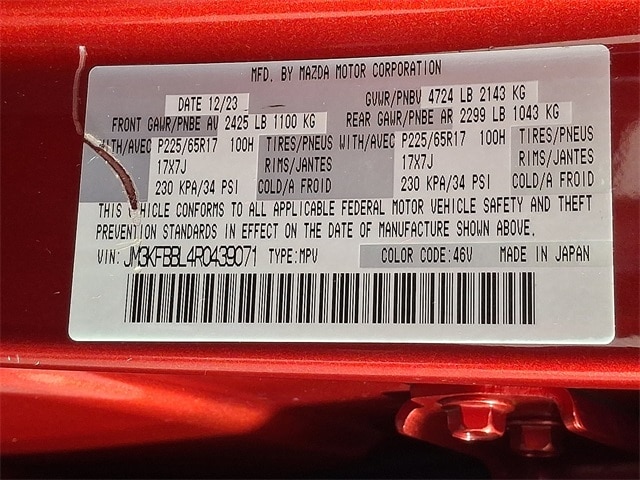 MFD. BY MAZDA MOTOR CORPORATION
DATE 12/23 GVWR/PNBV 4724 LB 2143 KG
FRONT GAWR/PNBE AV 2425 LB 1100 KG REAR GAWR/PNBE AR 2299 LB 1043 KG
WITH/AVEC P225/65R17 100H TIRES/PNEUS WITH/AVEC P225/65R17 100H TIRES/PNEUS
17X7J RIMS/JANTES 17X7J RIMS/JANTES
230 KPA/34 PSI COLD/A FROID 230 KPA/34 PSI COLD/A FROID
THIS VEHICLE CONFORMS TO ALL APPLICABLE FEDERAL MOTOR VEHICLE SAFETY AND THEFT
PREVENTION STANDARDS IN EFFECT ON THE DATE OF MANUFACTURE SHOWN ABOVE.
VIN: JM3KFBBL4R0439071 TYPE:MPV COLOR CODE:46V MADE IN JAPAN